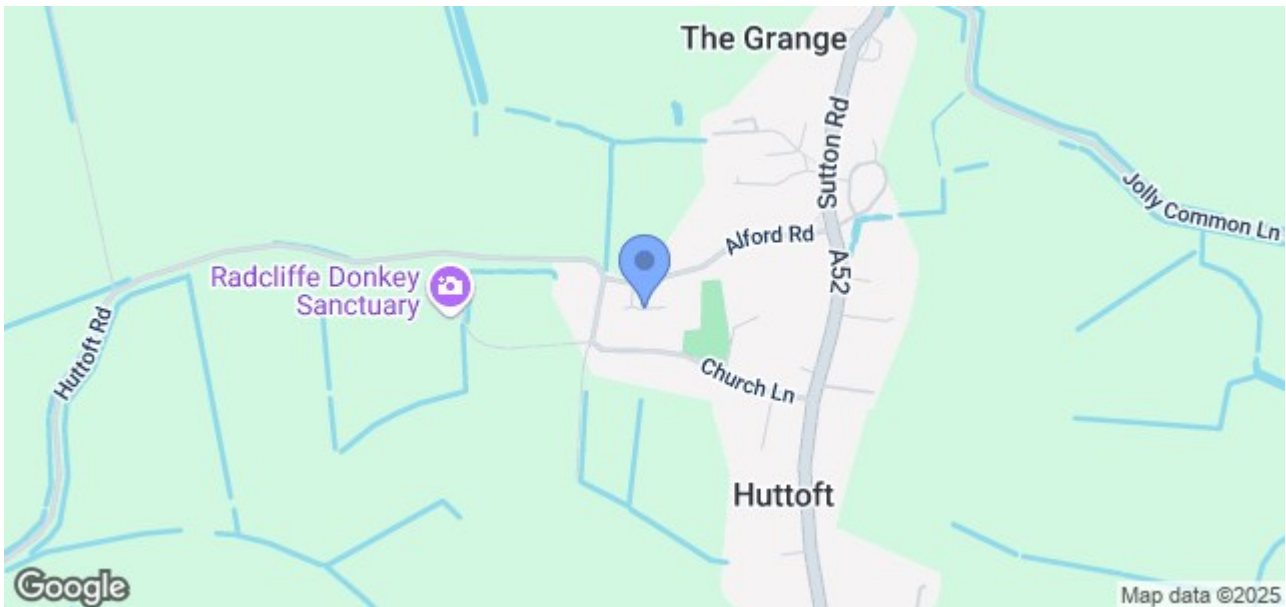 The Grange
Sutton Rd
Jolly Common Ln
Alford Rd
A52
Radcliffe Donkey
Sanctuary
Huttoft Rd
Church Ln
Huttoft
Google
Map data ©2025